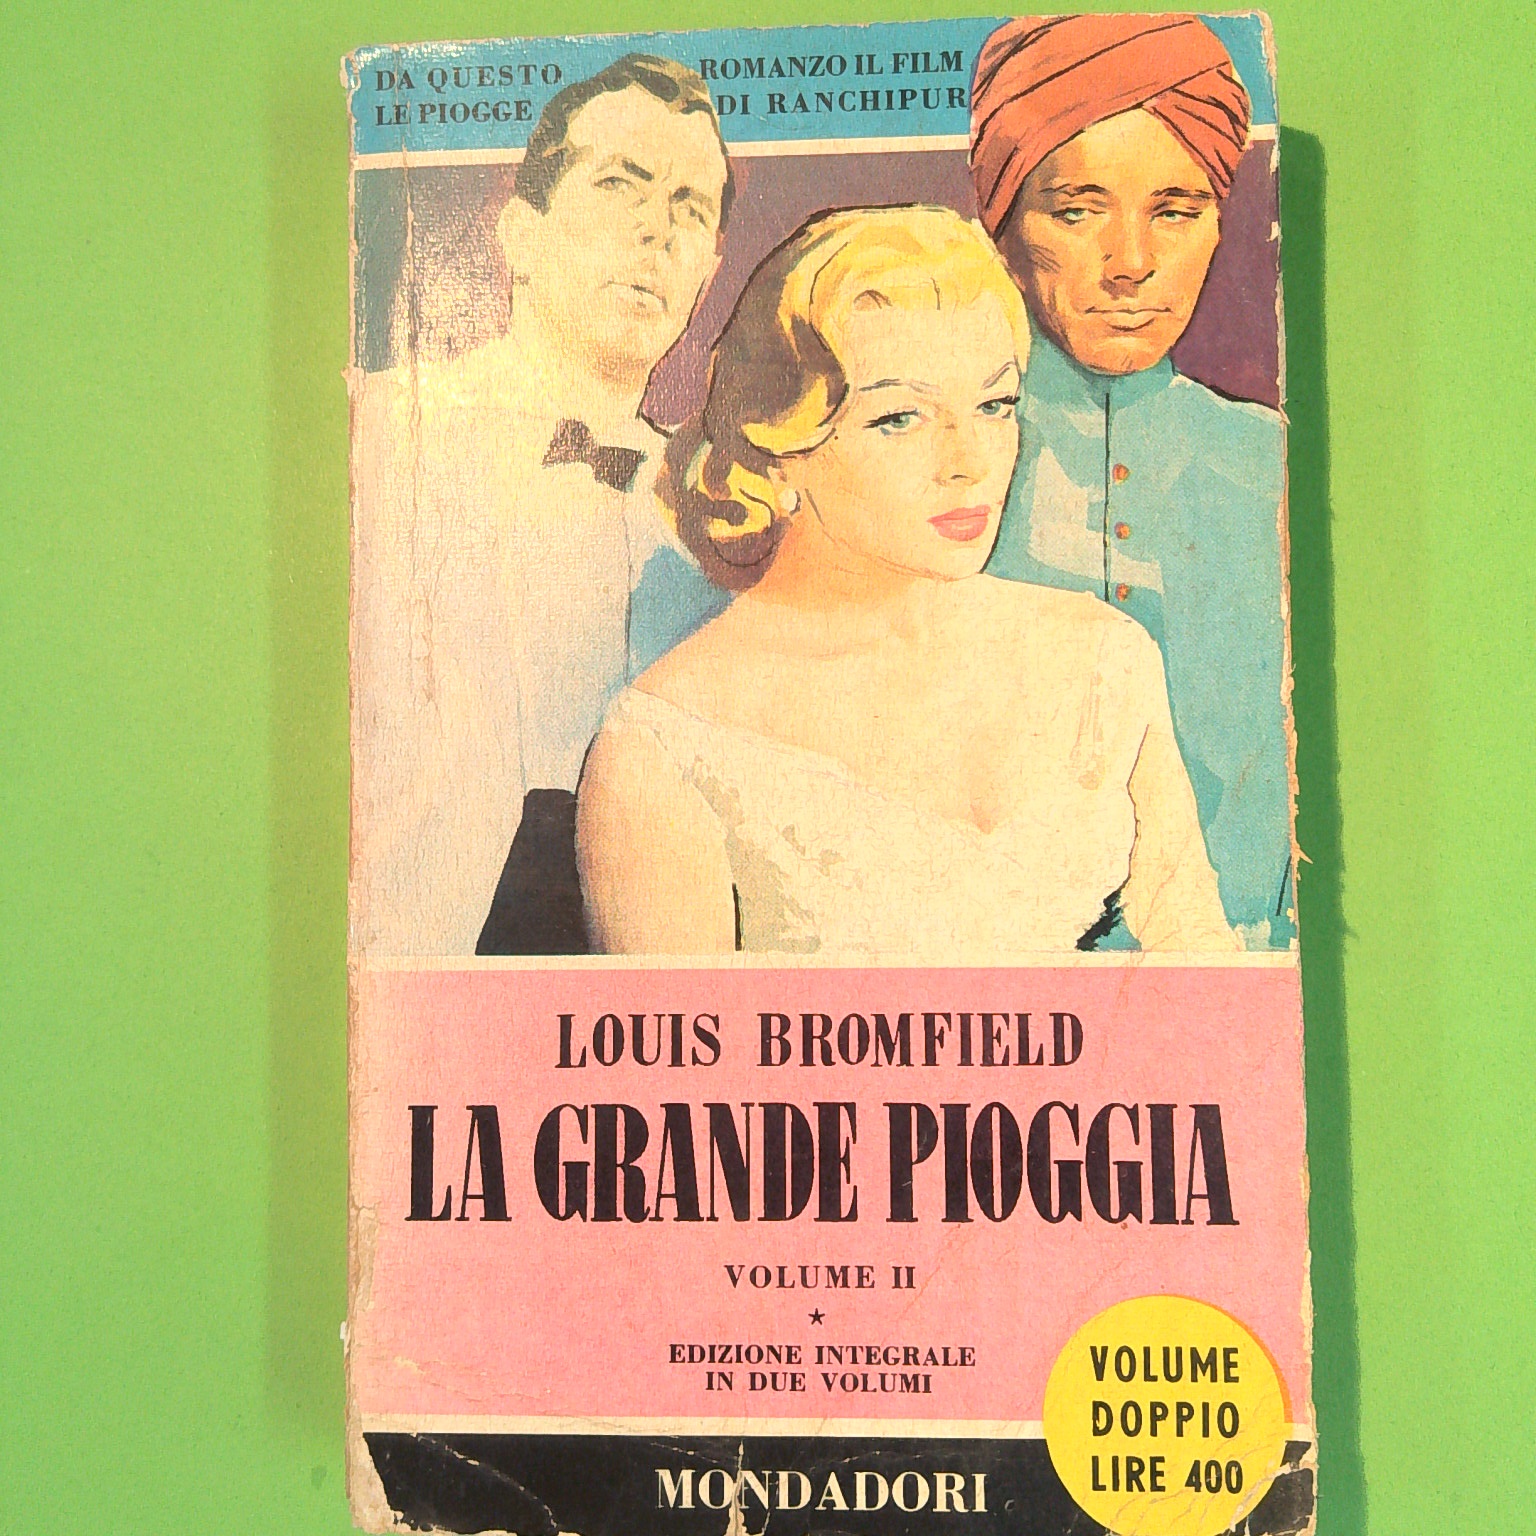 DA QUESTO ROMANZO IL FILM
LE PIOGGE DI RANCHIPUR
LOUIS BROMFIELD
LA GRANDE PIOGGIA
VOLUME II
★
EDIZIONE INTEGRALE
IN DUE VOLUMI
VOLUME
DOPPIO
LIRE 400
MONDADORI